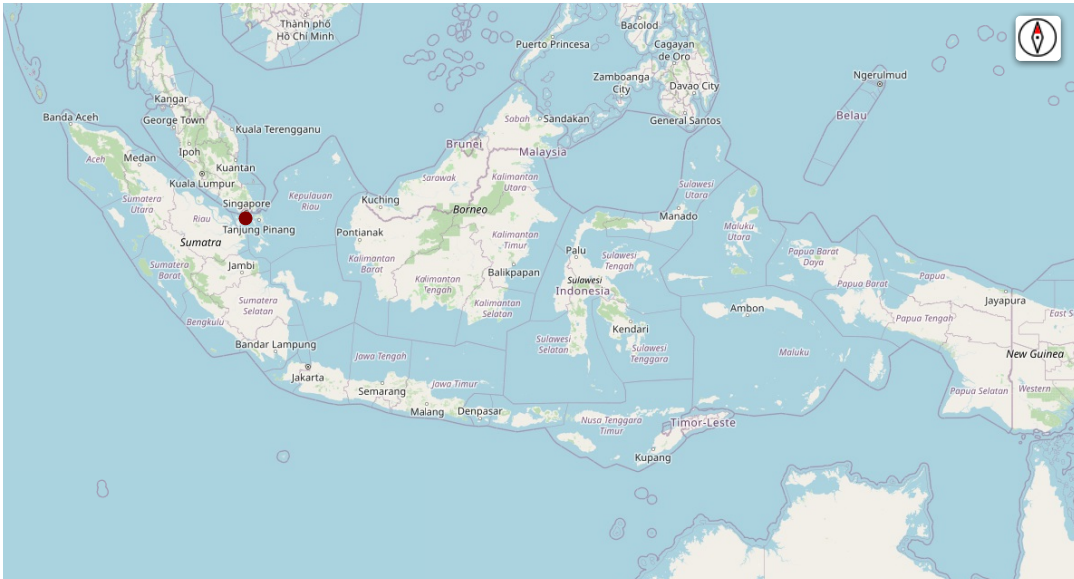 Thành phố
Hồ Chí Minh
Bacolod
Puerto Princesa
Cagayan
de Oro
Zamboanga
City
Davao City
Ngerulmud
Kangar
Banda Aceh
George Town
Kuala Terengganu
Sabah
Sandakan
General Santos
Belau
Brunei
Malaysia
Ipoh
Aceh
Medan
Kuantan
Kuala Lumpur
Sarawak
Kalimantan
Utara
Sulawesi
Utara
Sumatera
Utara
Kepulauan
Riau
Kuching
Singapore
Riau
Borneo
Manado
Tanjung Pinang
Pontianak
Maluku
Utara
Sumatra
Kalimantan
Timur
Palu
Sulawesi
Tengah
Papua Barat
Daya
Sumatera
Barat
Jambi
Kalimantan
Barat
Balikpapan
Papua
Papua Barat
Kalimantan
Tengah
Sulawesi
Indonesia
Sumatera
Selatan
Kalimantan
Selatan
Ambon
Jayapura
East S
Papua Tengah
Bengkulu
Kendari
Sulawesi
Selatan
Sulawesi
Tenggara
Bandar Lampung
Jawa Tengah
Maluku
New Guinea
Jakarta
Semarang
Jawa Timur
Papua Selatan
Western
Malang
Denpasar
Nusa Tenggara
Timur
Timor-Leste
Kupang